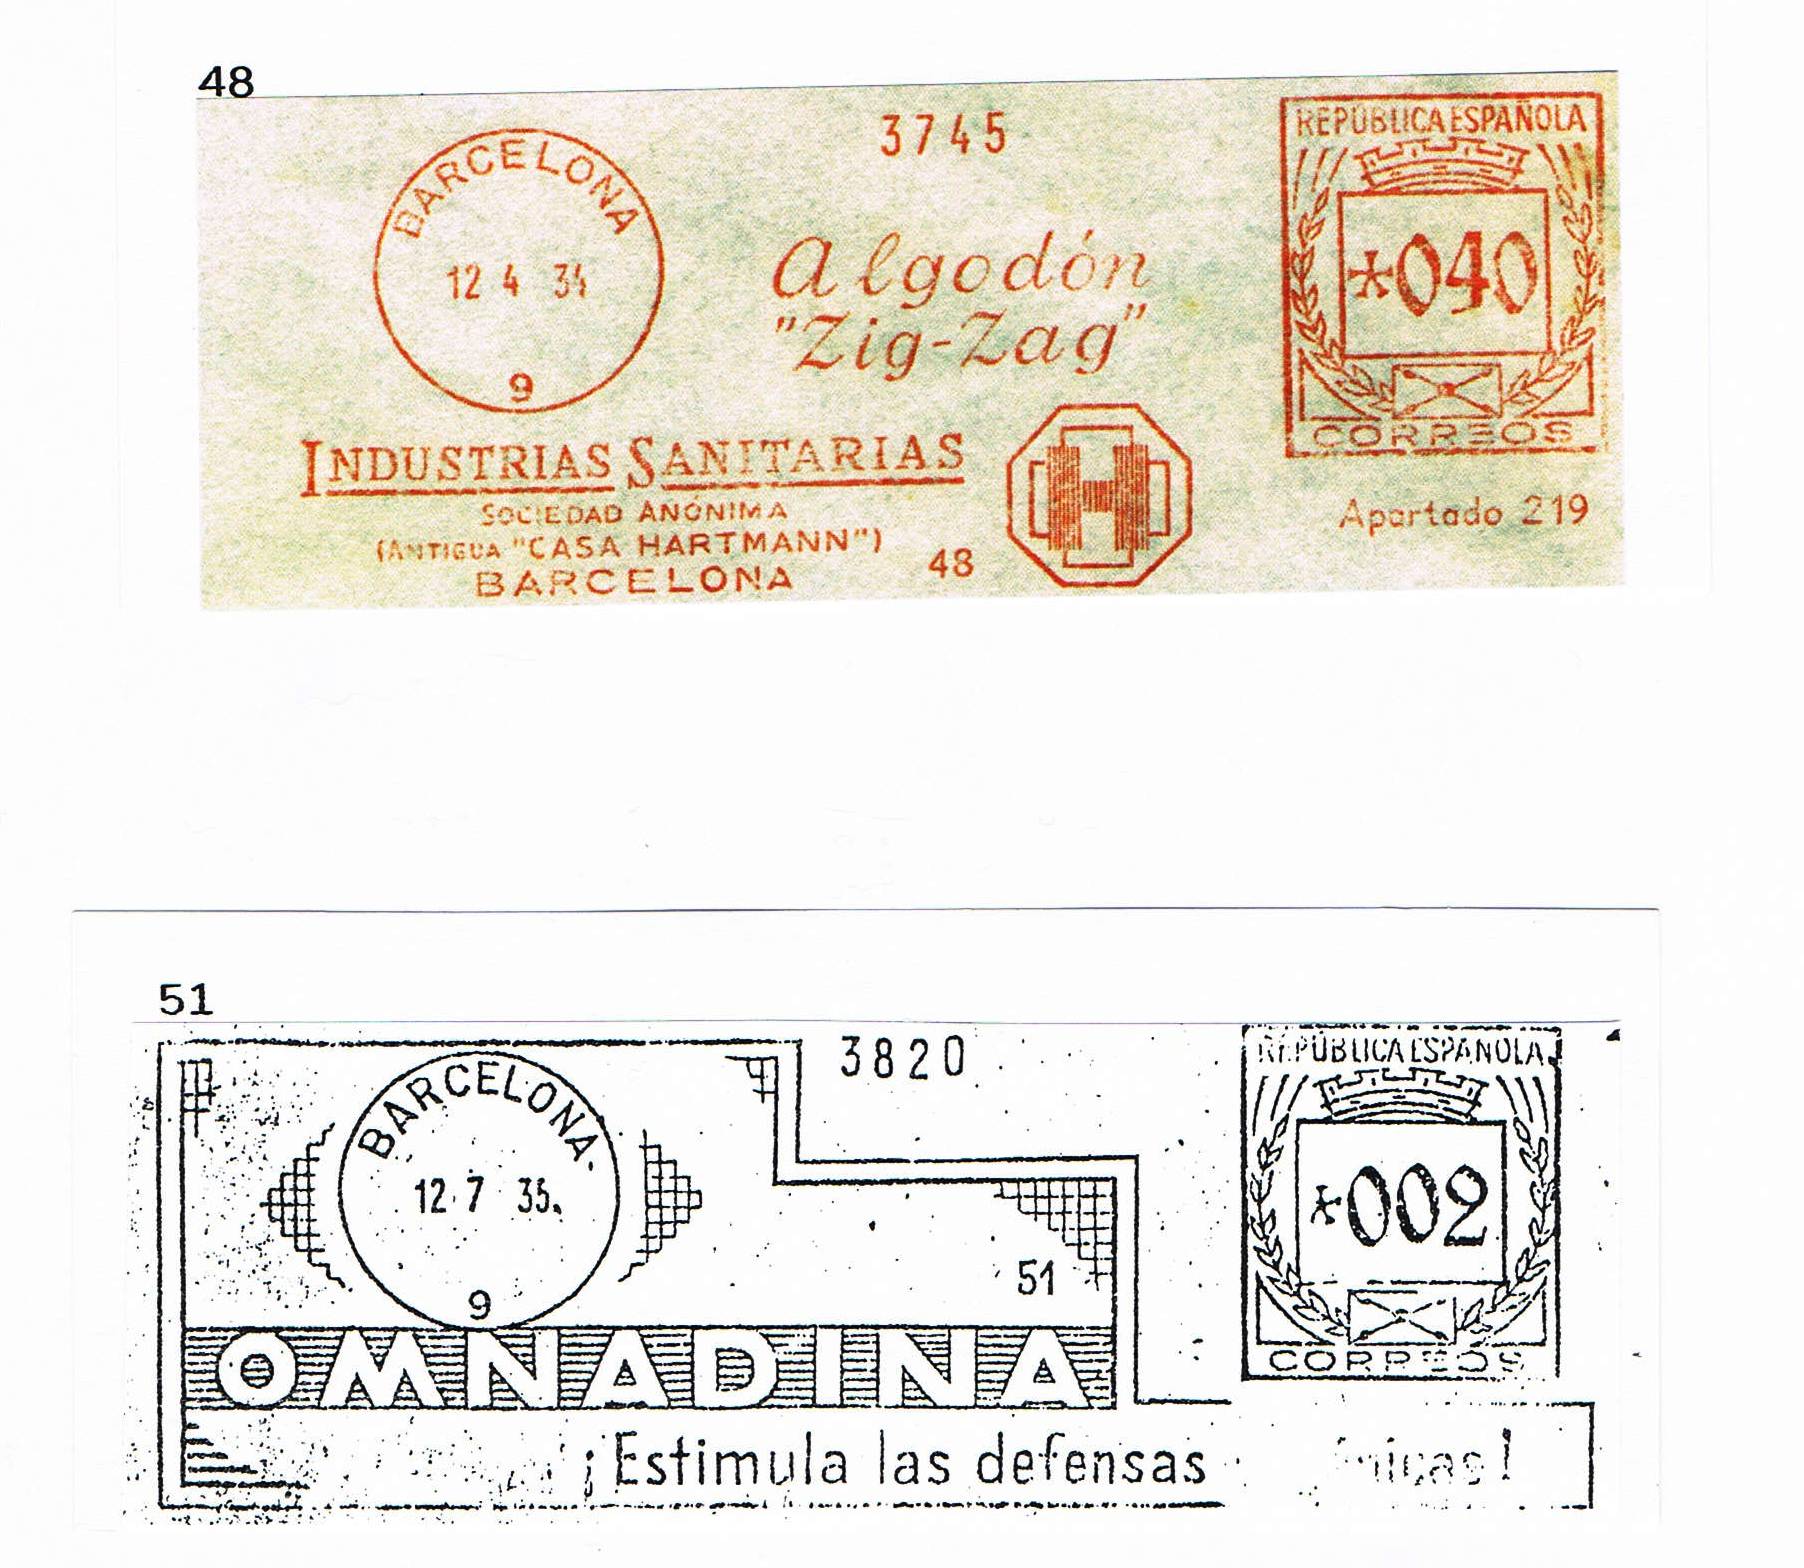 48
3745
REPÚBLICA ESPAÑOLA
BARCELONA
12 4 34
9
Algodón
"Zig-Zag"
*040
CORREOS
INDUSTRIAS SANITARIAS
SOCIEDAD ANÓNIMA
(ANTIGUA "CASA HARTMANN")
BARCELONA
48
H
Apartado 219
51
3820
REPÚBLICA ESPAÑOLA
BARCELONA
12 7 35
9
*002
CORREOS
51
OMNADINA
¡Estimula las defensas